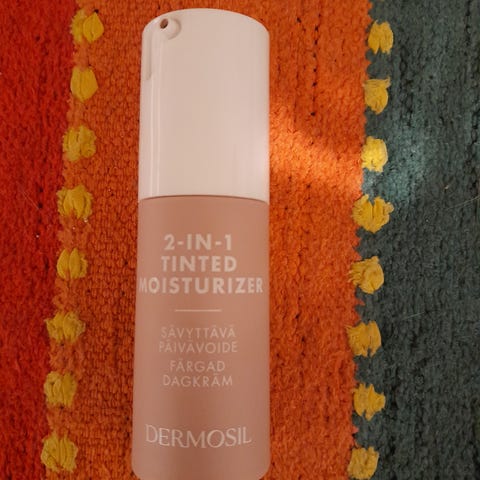 2-IN-1
TINTED
MOISTURIZER
SÄVYTTÄVÄ
PÄIVÄVOIDE
FÄRGAD
DAGKRÄM
DERMOSIL